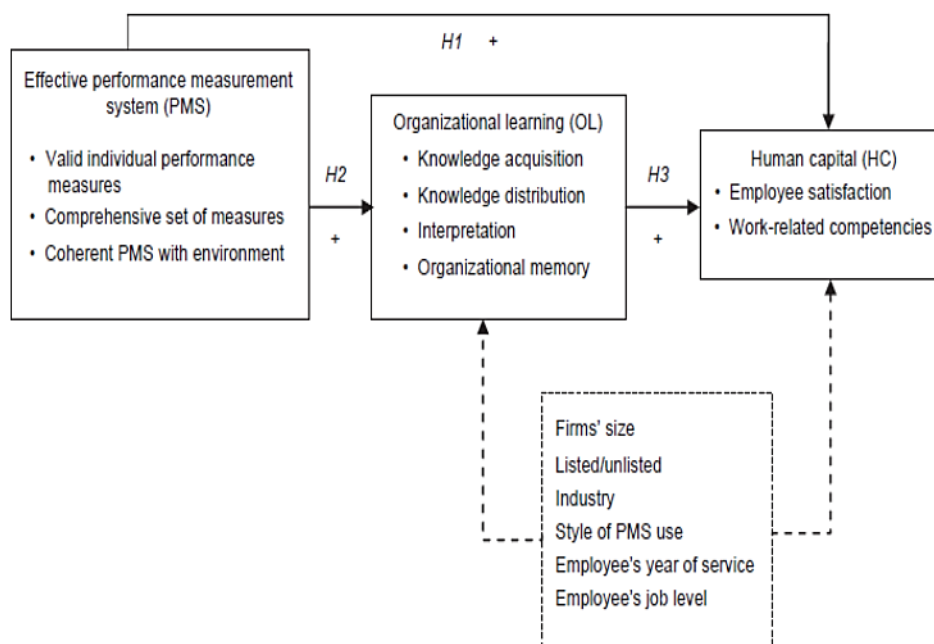 H1 +
Effective performance measurement
system (PMS)
• Valid individual performance
measures
• Comprehensive set of measures
• Coherent PMS with environment
H2
+
Organizational learning (OL)
• Knowledge acquisition
• Knowledge distribution
• Interpretation
• Organizational memory
H3
+
Human capital (HC)
• Employee satisfaction
• Work-related competencies
Firms' size
Listed/unlisted
Industry
Style of PMS use
Employee's year of service
Employee's job level